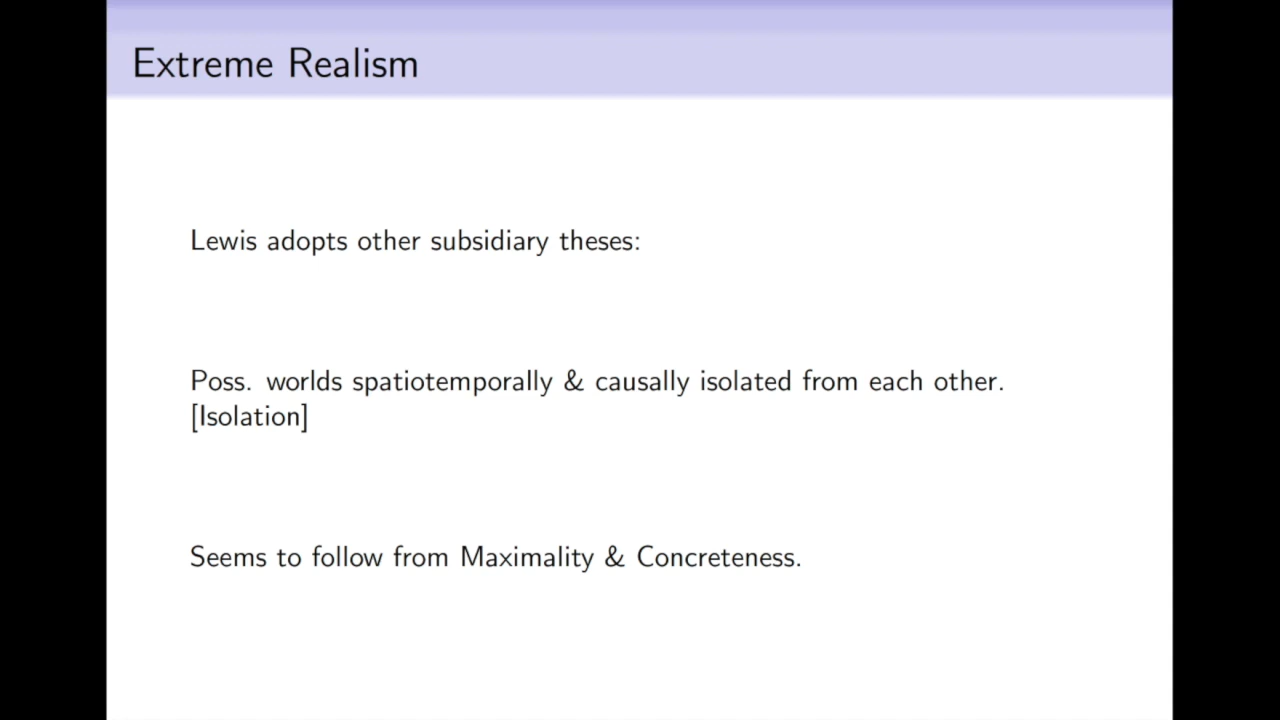 Extreme Realism
Lewis adopts other subsidiary theses:
Poss. worlds spatiotemporally & causally isolated from each other.
[Isolation]
Seems to follow from Maximality & Concreteness.